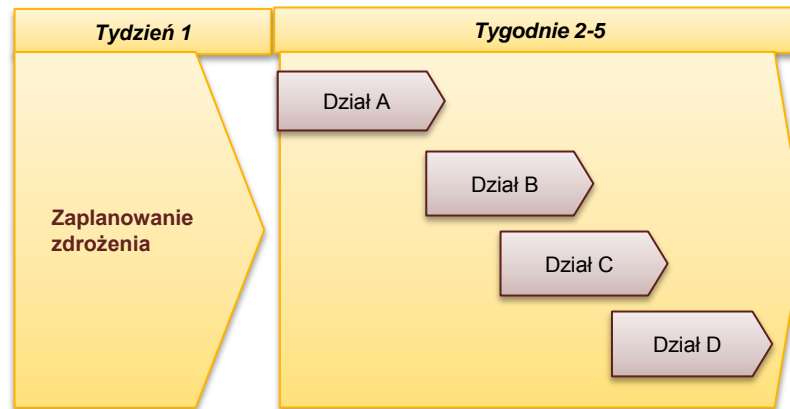 Tydzień 1
Tygodnie 2-5
Dział A
Dział B
Zaplanowanie
zdrożenia
Dział C
Dział D